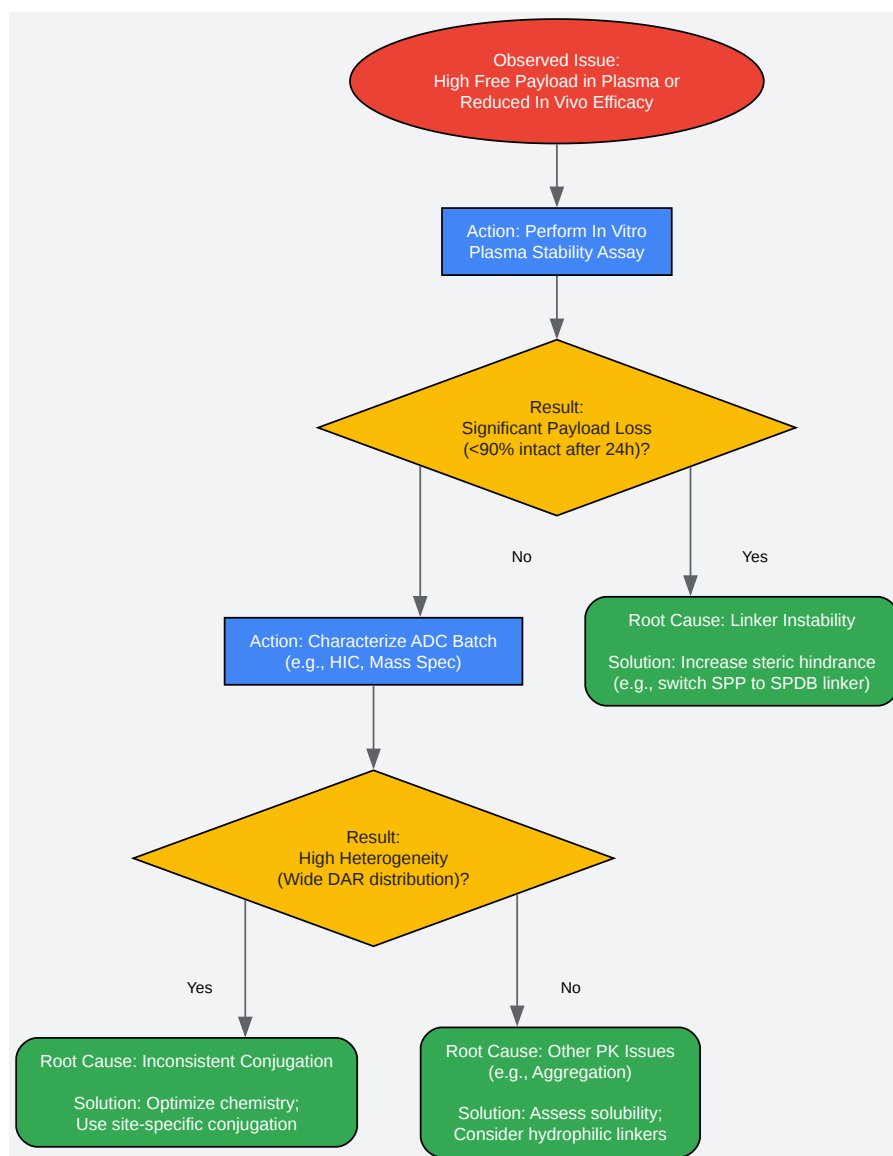 Observed Issue:
High Free Payload in Plasma or
Reduced In Vivo Efficacy
Action: Perform In Vitro
Plasma Stability Assay
Result:
Significant Payload Loss
(<90% intact after 24h)?
No
Yes
Action: Characterize ADC Batch
(e.g., HIC, Mass Spec)
Root Cause: Linker Instability
Solution: Increase steric hindrance
(e.g., switch SPP to SPDB linker)
Result:
High Heterogeneity
(Wide DAR distribution)?
Yes
No
Root Cause: Inconsistent Conjugation
Solution: Optimize chemistry;
Use site-specific conjugation
Root Cause: Other PK Issues
(e.g., Aggregation)
Solution: Assess solubility;
Consider hydrophilic linkers